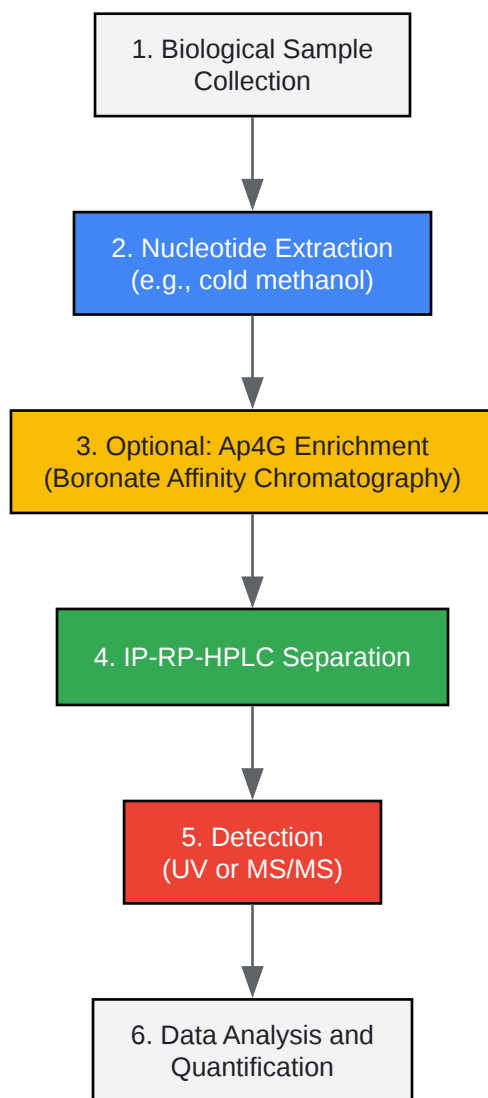 1. Biological Sample
Collection
2. Nucleotide Extraction
(e.g., cold methanol)
3. Optional: Ap4G Enrichment
(Boronate Affinity Chromatography)
4. IP-RP-HPLC Separation
5. Detection
(UV or MS/MS)
6. Data Analysis and
Quantification